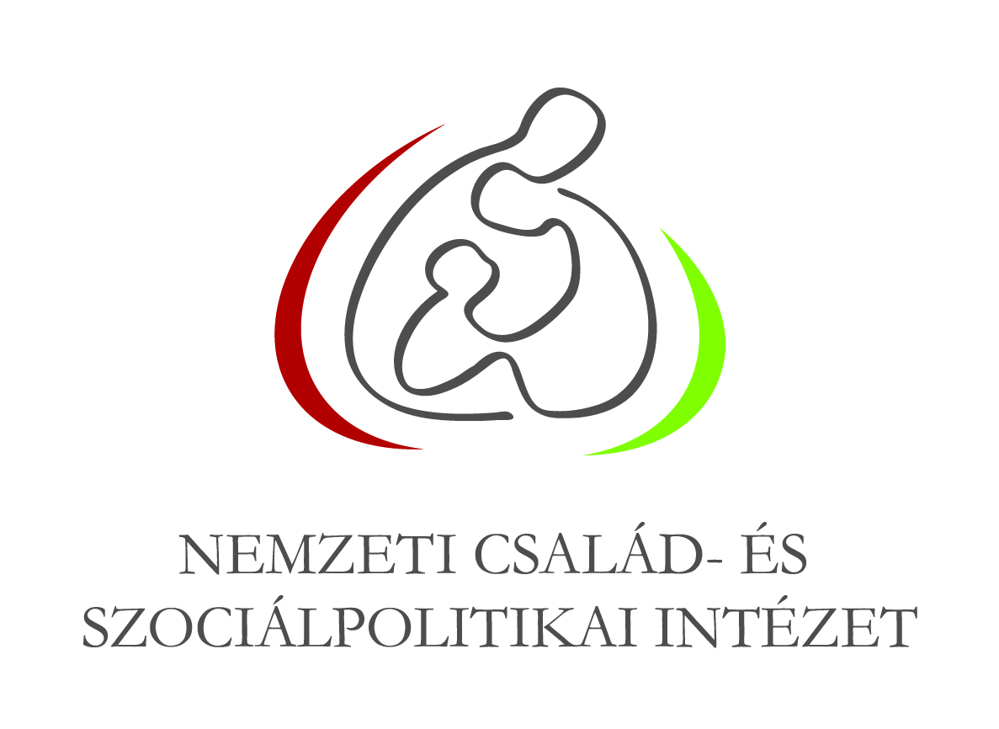 NEMZETI CSALÁD- ÉS
SZOCIÁLPOLITIKAI INTÉZET